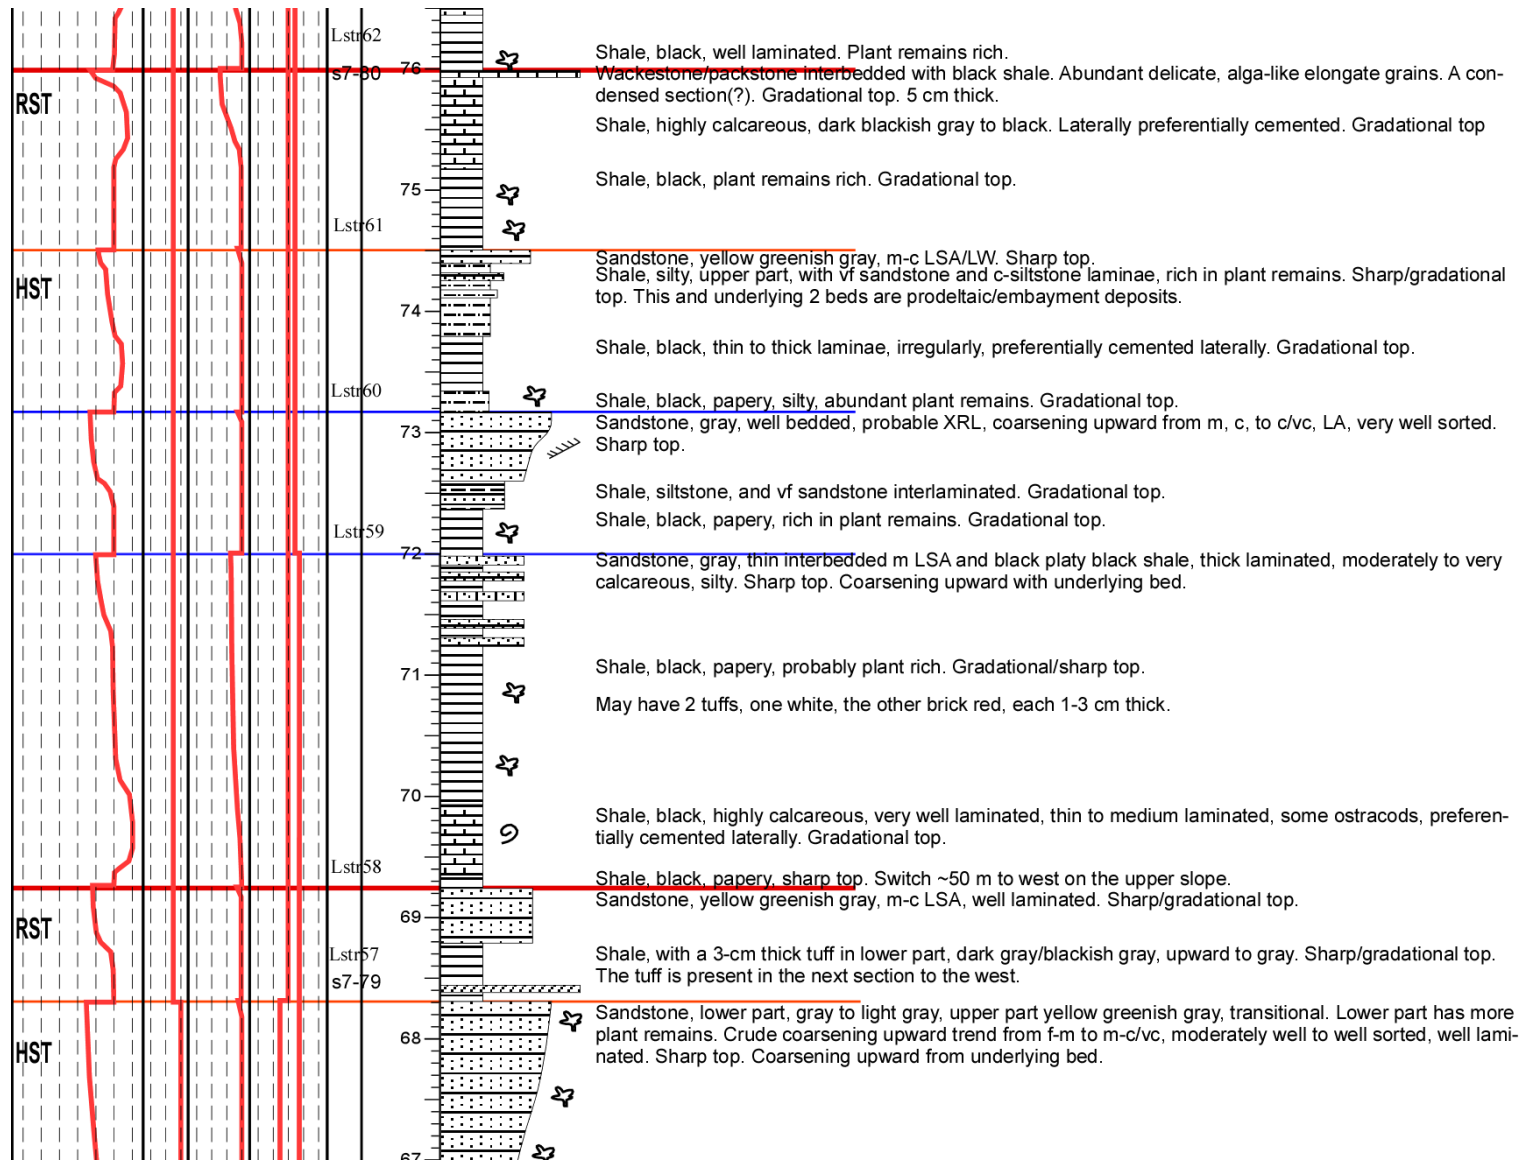 Lstr62
Shale, black, well laminated. Plant remains rich.
76
s7-80
Wackestone/packstone interbedded with black shale. Abundant delicate, alga-like elongate grains. A con-
densed section(?). Gradational top. 5 cm thick.
RST
Shale, highly calcareous, dark blackish gray to black. Laterally preferentially cemented. Gradational top
75
Shale, black, plant remains rich. Gradational top.
Lstr61
Sandstone, yellow greenish gray, m-c LSA/LW. Sharp top.
HST
Shale, silty, upper part, with vf sandstone and c-siltstone laminae, rich in plant remains. Sharp/gradational
top. This and underlying 2 beds are prodeltaic/embayment deposits.
74
Shale, black, thin to thick laminae, irregularly, preferentially cemented laterally. Gradational top.
Lstr60
Shale, black, papery, silty, abundant plant remains. Gradational top.
73
Sandstone, gray, well bedded, probable XRL, coarsening upward from m, c, to c/vc, LA, very well sorted.
Sharp top.
Shale, siltstone, and vf sandstone interlaminated. Gradational top.
Shale, black, papery, rich in plant remains. Gradational top.
Lstr59
72
Sandstone, gray, thin interbedded m LSA and black platy black shale, thick laminated, moderately to very
calcareous, silty. Sharp top. Coarsening upward with underlying bed.
71
Shale, black, papery, probably plant rich. Gradational/sharp top.
May have 2 tuffs, one white, the other brick red, each 1-3 cm thick.
70
Shale, black, highly calcareous, very well laminated, thin to medium laminated, some ostracods, preferen-
tially cemented laterally. Gradational top.
Lstr58
Shale, black, papery, sharp top. Switch ~50 m to west on the upper slope.
Sandstone, yellow greenish gray, m-c LSA, well laminated. Sharp/gradational top.
69
RST
Lstr57
Shale, with a 3-cm thick tuff in lower part, dark gray/blackish gray, upward to gray. Sharp/gradational top.
s7-79
The tuff is present in the next section to the west.
Sandstone, lower part, gray to light gray, upper part yellow greenish gray, transitional. Lower part has more
68
plant remains. Crude coarsening upward trend from f-m to m-c/vc, moderately well to well sorted, well lami-
HST
nated. Sharp top. Coarsening upward from underlying bed.
67